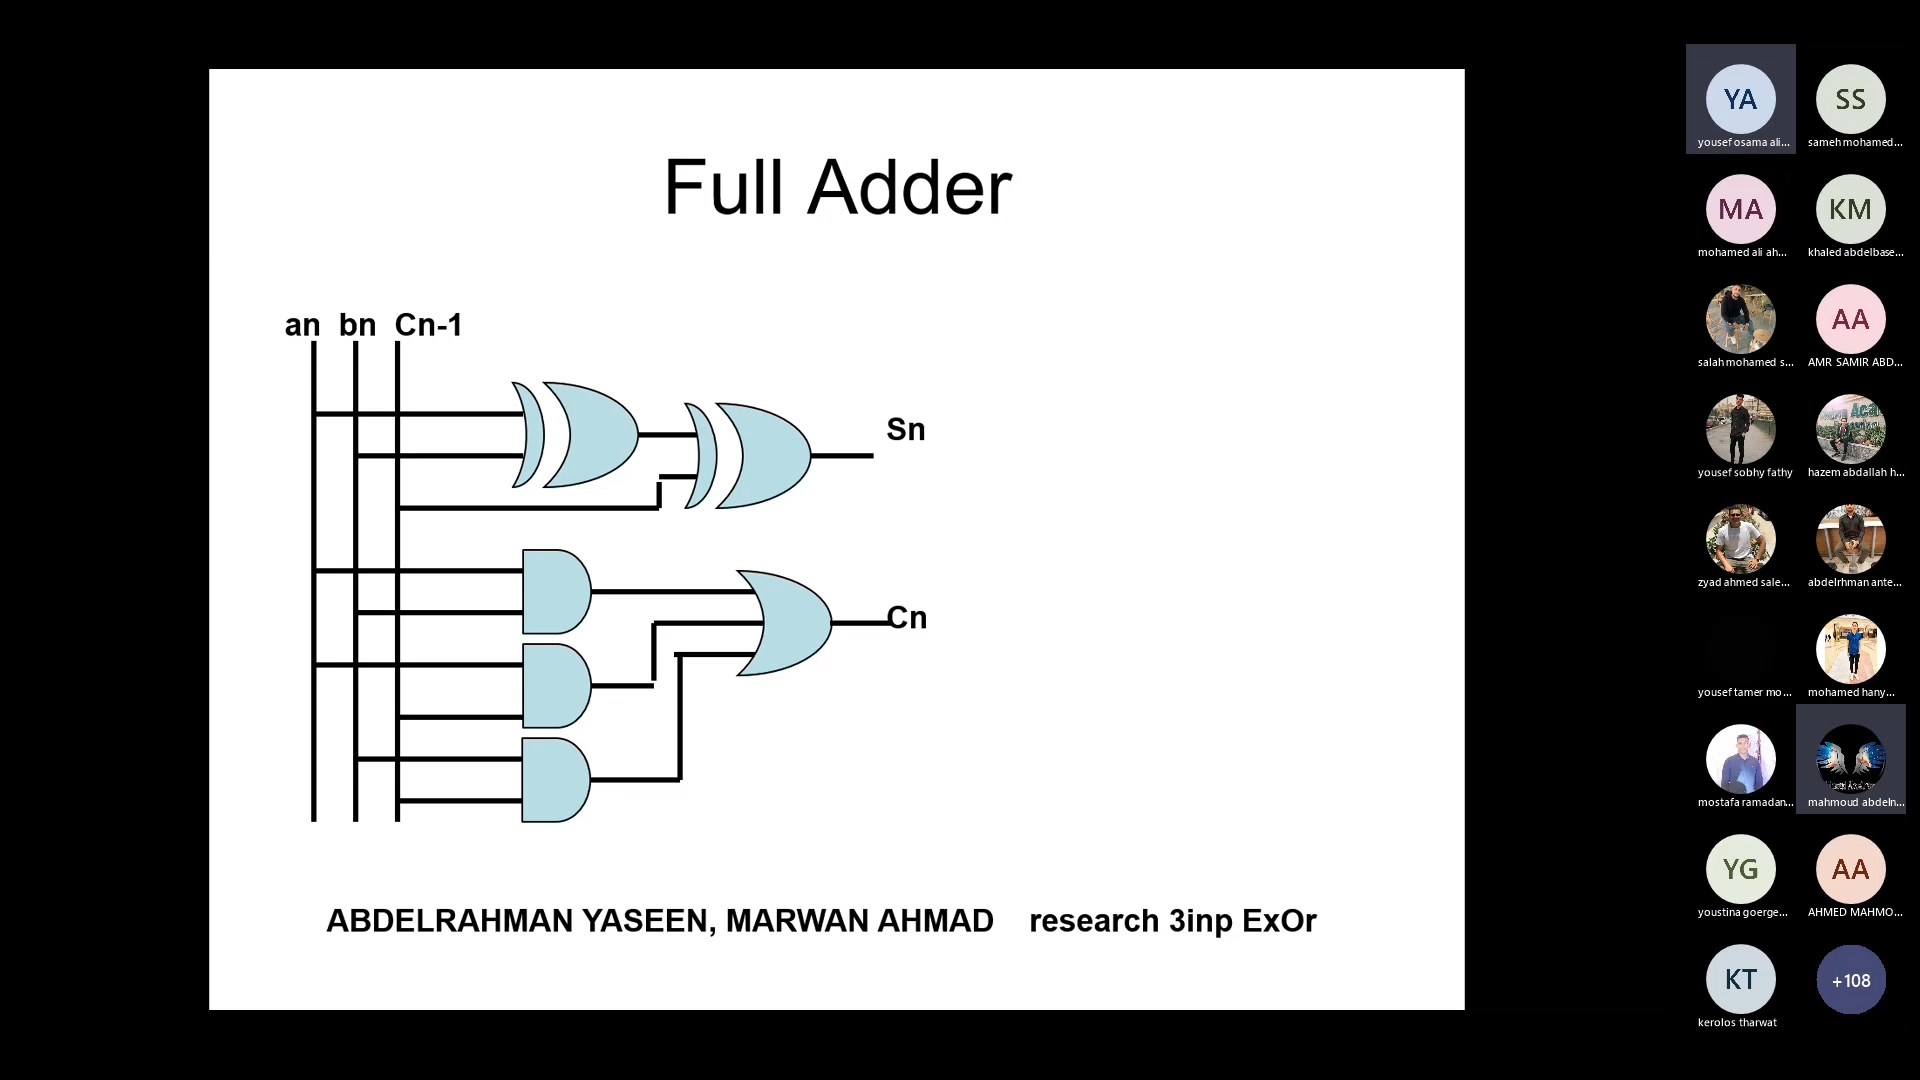 Full Adder
an bn Cn-1
Sn
Cn
ABDELRAHMAN YASEEN, MARWAN AHMAD research 3inp ExOr
YA SS
yousef osama ali... sameh mohamed...
MA KM
mohamed ali ah... khaled abdelbase...
AA
salah mohamed s... AMR SAMIR ABD...
yousef sobhy fathy hazem abdallah h...
zyad ahmed sale... abdelrhman ante...
yousef tamer mo... mohamed hany...
mostafa ramadan... mahmoud abdeln...
YG AA
youstina goerge... AHMED MAHMO...
KT +108
kerolos tharwat